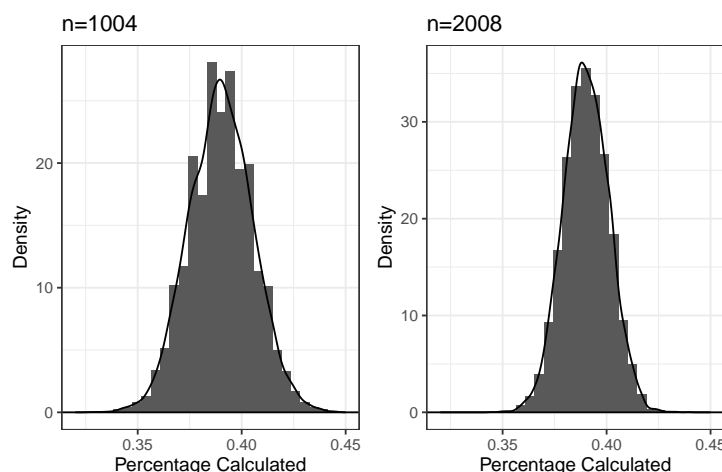 n=1004
20
10
0
Density
0.35
0.40
0.45
Percentage Calculated
n=2008
30
20
10
0
Density
0.35
0.40
0.45
Percentage Calculated